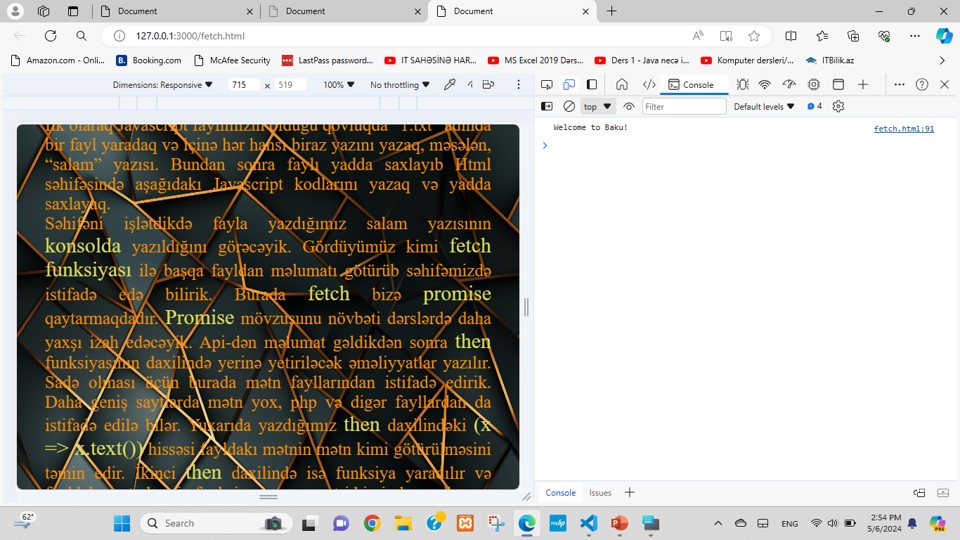 Document
Document
Document
127.0.0.1:3000/fetch.html
Amazon.com - Onli...
Booking.com
McAfee Security
LastPass password...
IT SAHƏSİNƏ HAR...
MS Excel 2019 Dərs...
Ders 1 - Java necə i...
Komputer dersleri/...
ITBilik.az
Dimensions: Responsive
715
x
519
100%
No throttling
Console
top
Filter
Default levels
4
Welcome to Baku!
fetch.html:91
bir fayl yaradaq və içinə hər hansı biraz yazını yazaq, məsələn,
“salam” yazısı. Bundan sonra faylı yadda saxlayıb Html
səhifəsində aşağıdakı Javascript kodlarını yazaq və yadda
saxlayaq.
Səhifəni işlətdikdə fayla yazdığımız salam yazısının
konsolda yazıldığını görəcəyik. Gördüyümüz kimi fetch
funksiyası ilə başqa fayldan məlumatı götürüb səhifəmizdə
istifadə edə bilirik. Burada fetch bizə promise
qaytarmaqdadır. Promise mövzusunu növbəti dərslərdə daha
yaxşı izah edəcəyik. Api-dən məlumat gəldikdən sonra then
funksiyasının daxilində yerinə yetiriləcək əməliyyatlar yazılır.
Sadə olması üçün burada mətn fayllarından istifadə edirik.
Daha geniş saytlarda mətn yox, php və digər fayllardan da
istifadə edilə bilər. Yuxarıda yazdığımız then daxilindəki (x
=> x.text()) hissəsi fayldakı mətnin mətn kimi götürülməsini
təmin edir. İkinci then daxilində isə funksiya yaradılır və
Console
Issues
62°
Search
ENG
2:54 PM
5/6/2024